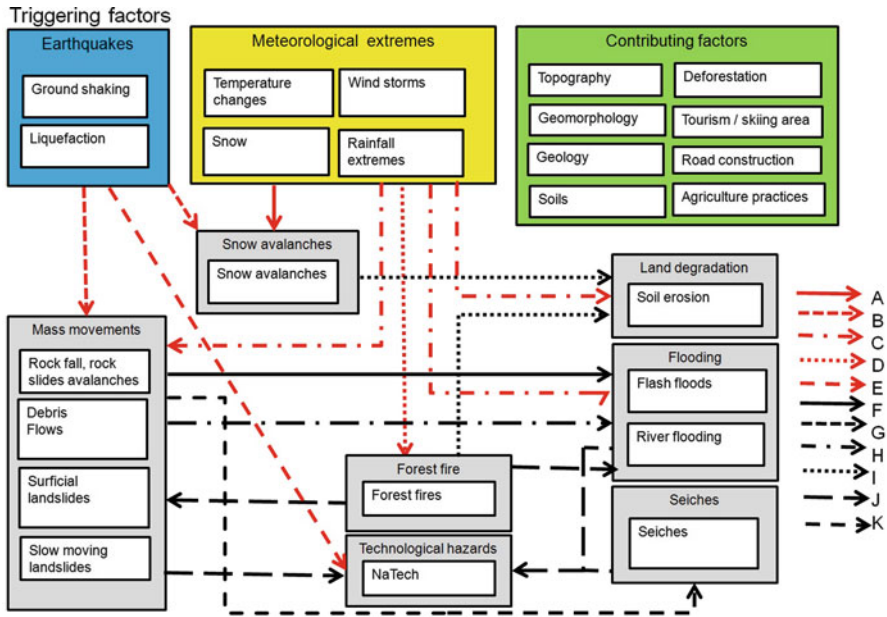 Triggering factors
Earthquakes
Ground shaking
Liquefaction
Meteorological extremes
Temperature
changes
Wind storms
Snow
Rainfall
extremes
Contributing factors
Topography
Deforestation
Geomorphology
Tourism / skiing area
Geology
Road construction
Soils
Agriculture practices
Snow avalanches
Snow avalanches
Land degradation
Soil erosion
Mass movements
Rock fall, rock
slides avalanches
Debris
Flows
Surficial
landslides
Slow moving
landslides
Flooding
Flash floods
River flooding
Forest fire
Forest fires
Technological hazards
NaTech
Seiches
Seiches
A
B
C
D
E
F
G
H
I
J
K